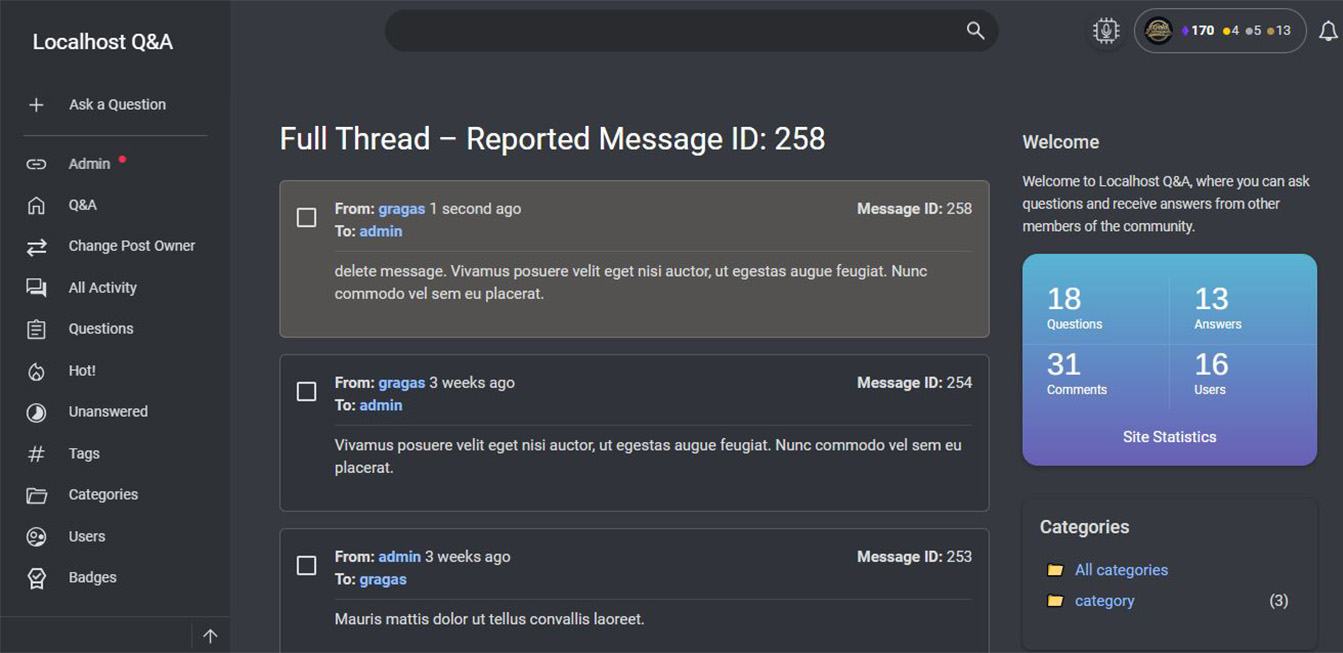 Localhost Q&A
170 4 5 13
Ask a Question
Admin
Q&A
Change Post Owner
All Activity
Questions
Hot!
Unanswered
Tags
Categories
Users
Badges
Full Thread – Reported Message ID: 258
From: gragas 1 second ago
Message ID: 258
To: admin
delete message. Vivamus posuere velit eget nisi auctor, ut egestas augue feugiat. Nunc
commodo vel sem eu placerat.
From: gragas 3 weeks ago
Message ID: 254
To: admin
Vivamus posuere velit eget nisi auctor, ut egestas augue feugiat. Nunc commodo vel sem eu
placerat.
From: admin 3 weeks ago
Message ID: 253
To: gragas
Mauris mattis dolor ut tellus convallis laoreet.
Welcome
Welcome to Localhost Q&A, where you can ask
questions and receive answers from other
members of the community.
18
Questions
13
Answers
31
Comments
16
Users
Site Statistics
Categories
All categories
category
(3)